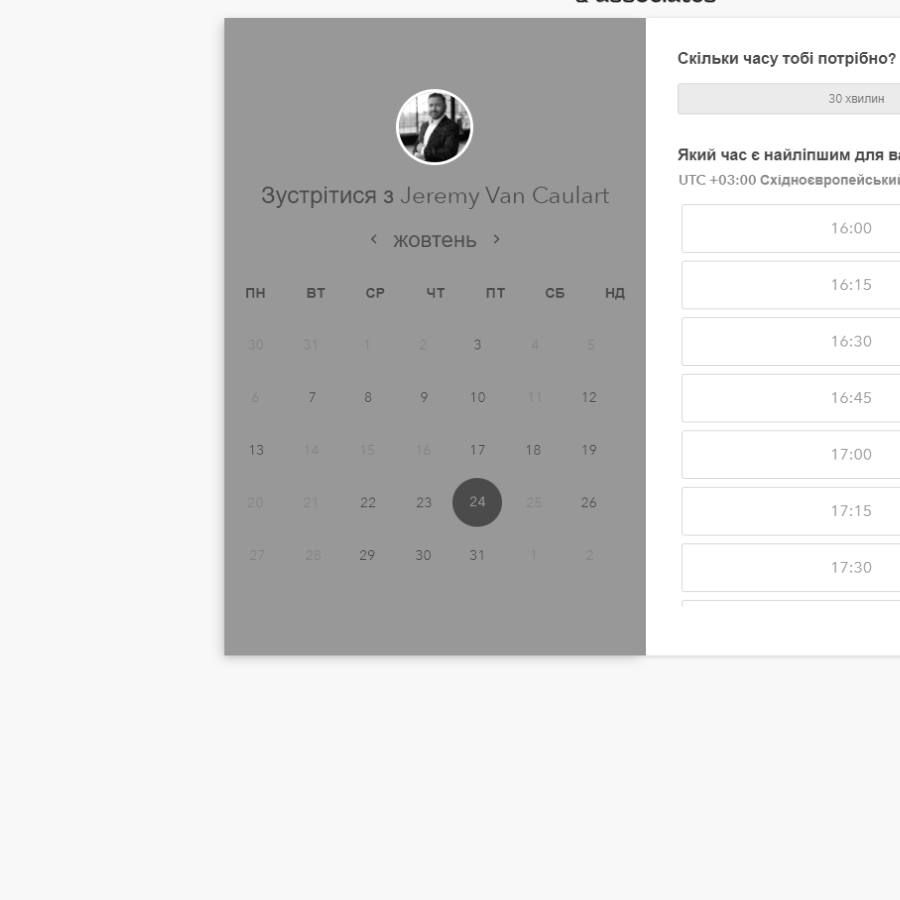 & associates
Зустрітися з Jeremy Van Caulart
‹ жовтень ›
ПН ВТ СР ЧТ ПТ СБ НД
30 31 1 2 3 4 5
6 7 8 9 10 11 12
13 14 15 16 17 18 19
20 21 22 23 24 25 26
27 28 29 30 31 1 2
Скільки часу тобі потрібно?
30 хвилин
Який час є найліпшим для
UTC +03:00 Східноєвропейський
16:00
16:15
16:30
16:45
17:00
17:15
17:30